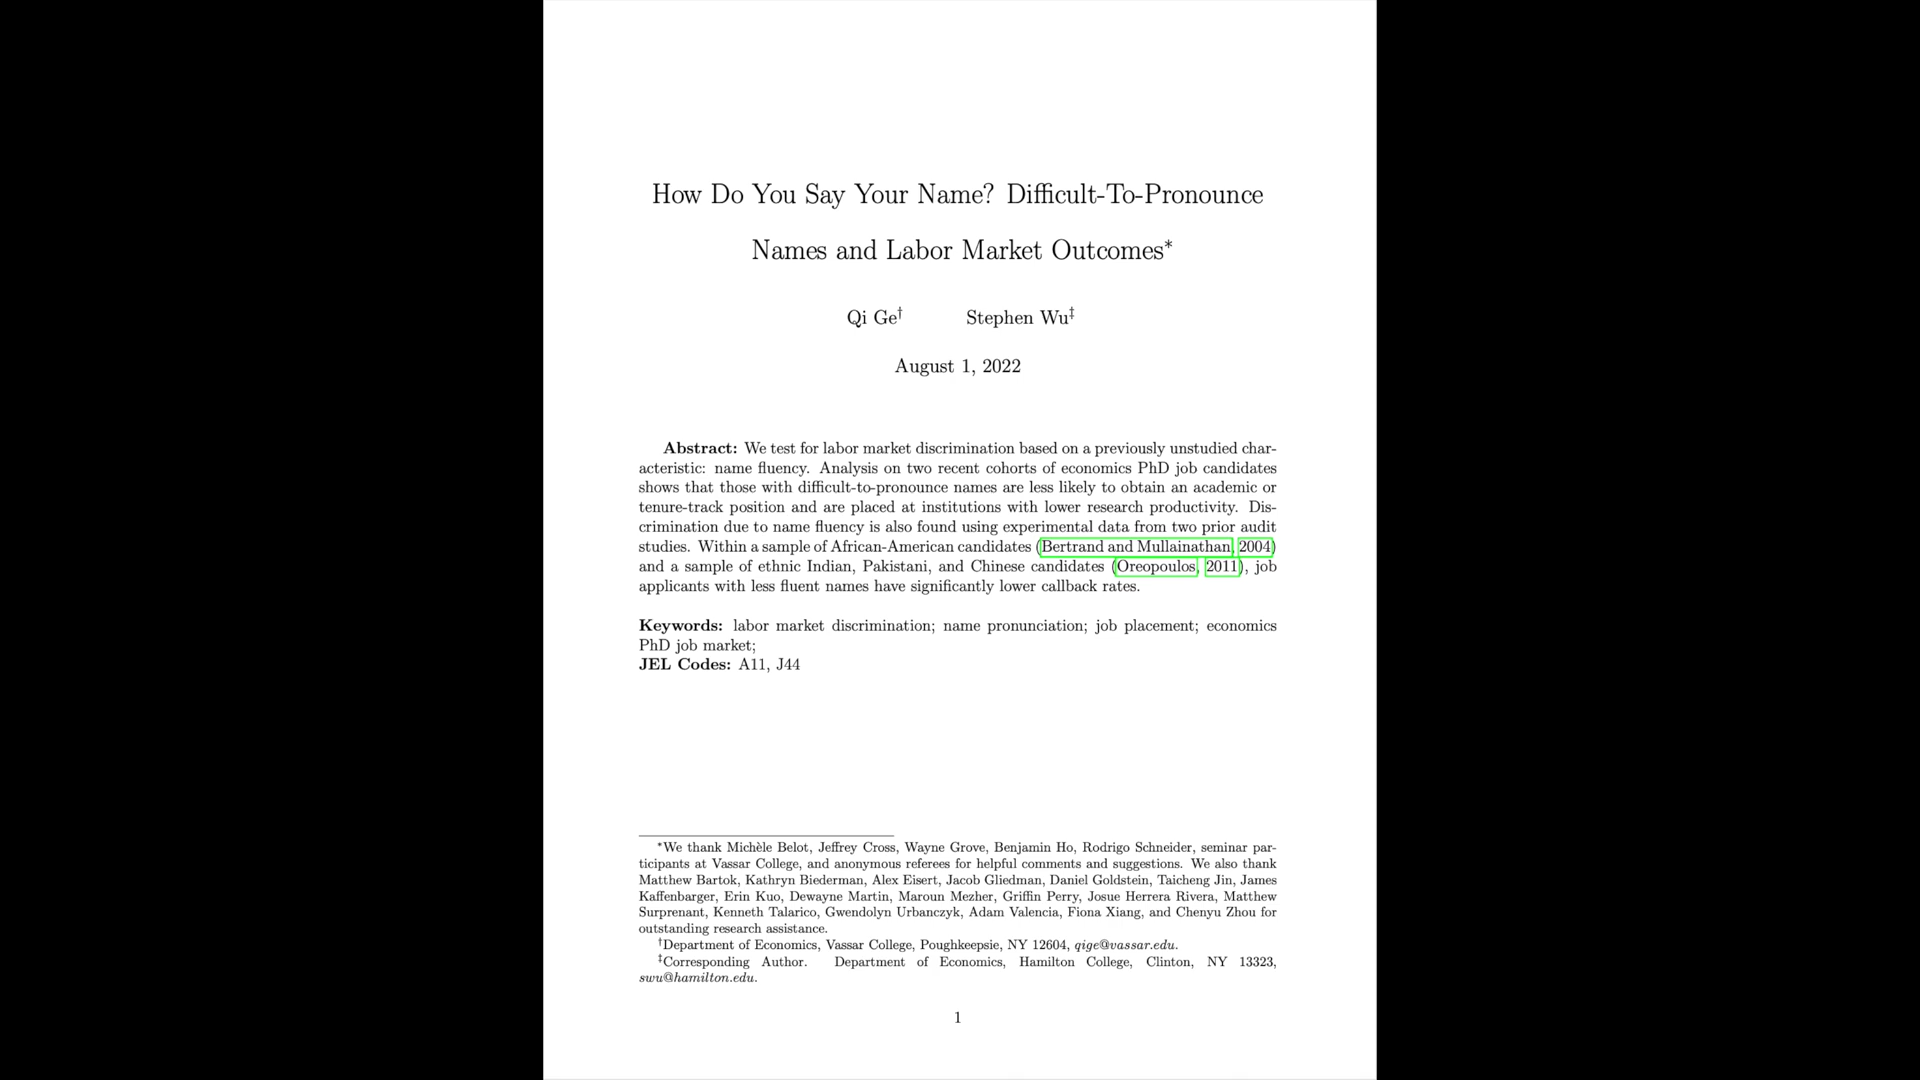 How Do You Say Your Name? Difficult-To-Pronounce
Names and Labor Market Outcomes*
Qi Ge† Stephen Wu‡
August 1, 2022
Abstract: We test for labor market discrimination based on a previously unstudied char-
acteristic: name fluency. Analysis on two recent cohorts of economics PhD job candidates
shows that those with difficult-to-pronounce names are less likely to obtain an academic or
tenure-track position and are placed at institutions with lower research productivity. Dis-
crimination due to name fluency is also found using experimental data from two prior audit
studies. Within a sample of African-American candidates (Bertrand and Mullainathan, 2004)
and a sample of ethnic Indian, Pakistani, and Chinese candidates (Oreopoulos, 2011), job
applicants with less fluent names have significantly lower callback rates.
Keywords: labor market discrimination; name pronunciation; job placement; economics
PhD job market;
JEL Codes: A11, J44
*We thank Michèle Belot, Jeffrey Cross, Wayne Grove, Benjamin Ho, Rodrigo Schneider, seminar par-
ticipants at Vassar College, and anonymous referees for helpful comments and suggestions. We also thank
Matthew Bartok, Kathryn Biederman, Alex Eisert, Jacob Gliedman, Daniel Goldstein, Taicheng Jin, James
Kaffenbarger, Erin Kuo, Dewayne Martin, Maroun Mezher, Griffin Perry, Josue Herrera Rivera, Matthew
Surprenant, Kenneth Talarico, Gwendolyn Urbanczyk, Adam Valencia, Fiona Xiang, and Chenyu Zhou for
outstanding research assistance.
†Department of Economics, Vassar College, Poughkeepsie, NY 12604, qige@vassar.edu.
‡Corresponding Author. Department of Economics, Hamilton College, Clinton, NY 13323,
swu@hamilton.edu.
1